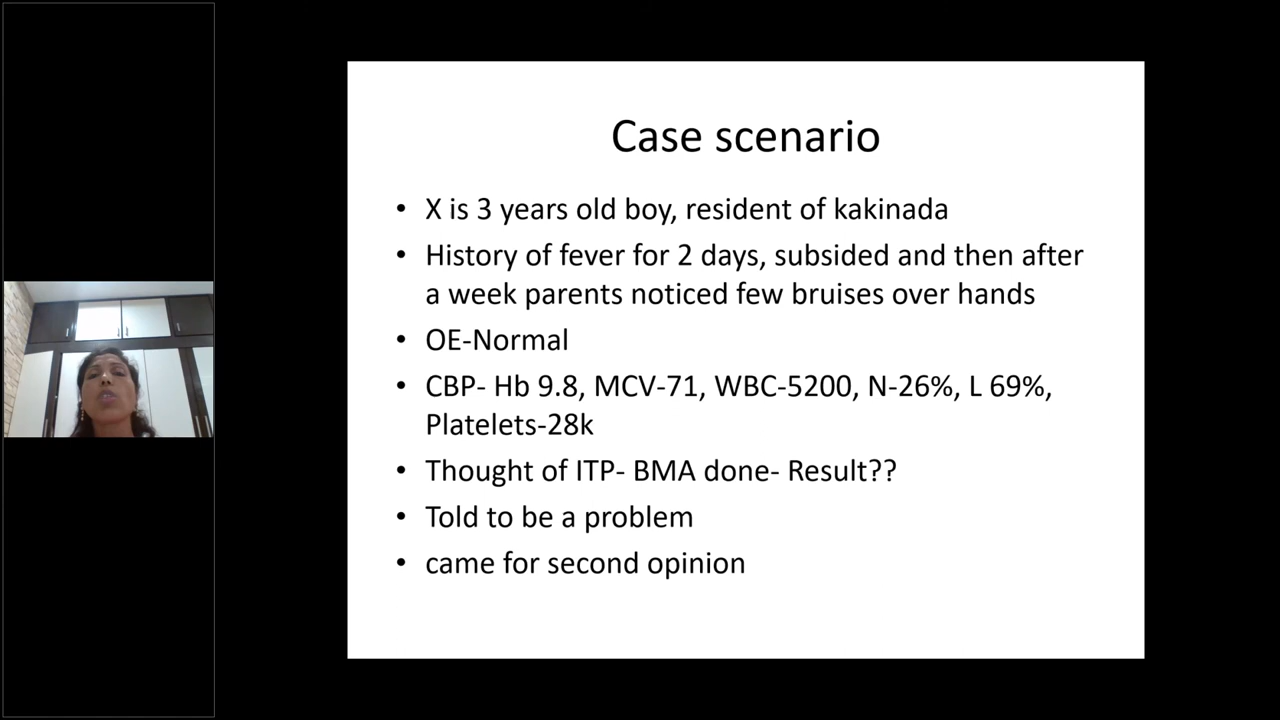 Case scenario
• X is 3 years old boy, resident of kakinada
• History of fever for 2 days, subsided and then after
a week parents noticed few bruises over hands
• OE-Normal
• CBP- Hb 9.8, MCV-71, WBC-5200, N-26%, L 69%,
Platelets-28k
• Thought of ITP- BMA done- Result??
• Told to be a problem
• came for second opinion